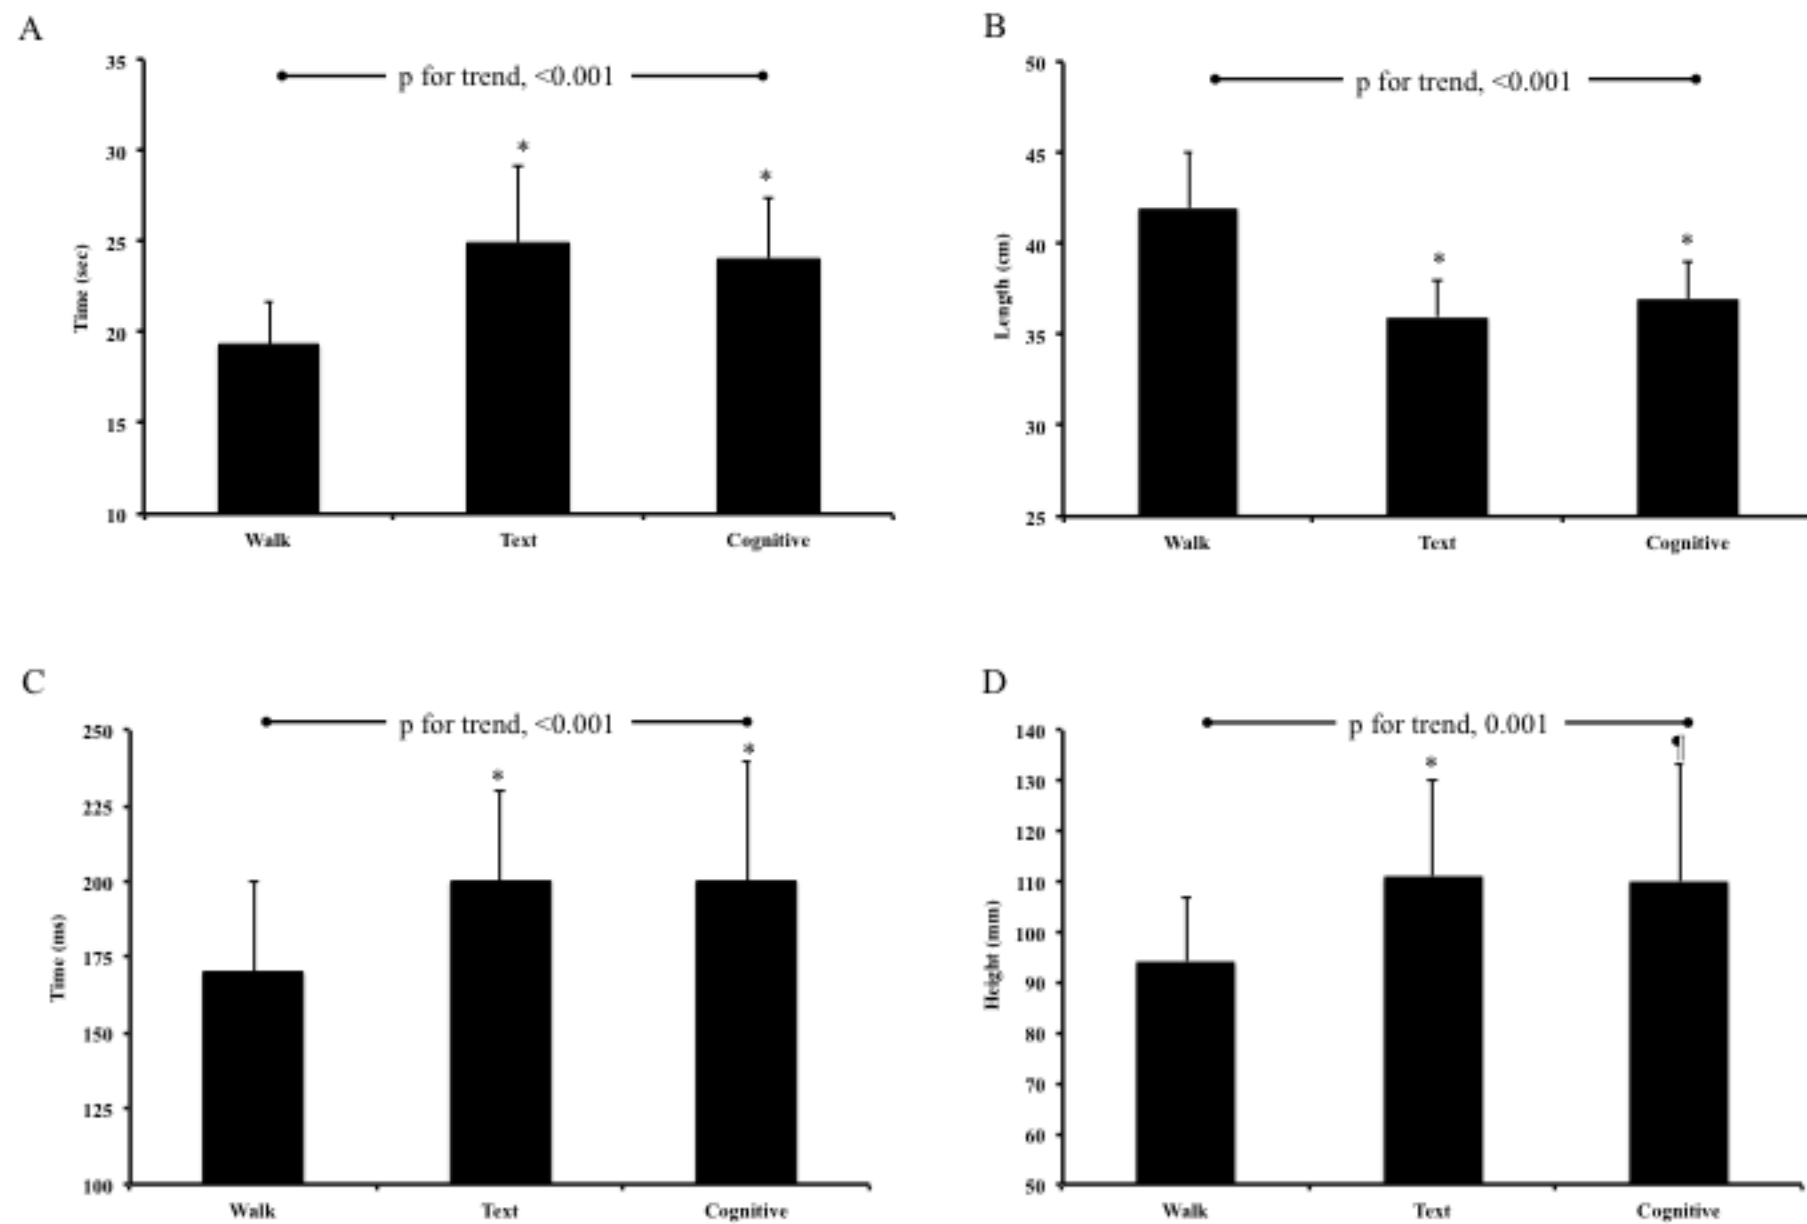 A
p for trend, <0.001
35
30
25
20
15
10
Time (sec)
*
*
Walk
Text
Cognitive
B
p for trend, <0.001
50
45
40
35
30
25
Length (cm)
*
*
Walk
Text
Cognitive
C
p for trend, <0.001
250
225
200
175
150
125
100
Time (ms)
*
*
Walk
Text
Cognitive
D
p for trend, 0.001
140
130
120
110
100
90
80
70
60
50
Height (mm)
*
¶
Walk
Text
Cognitive